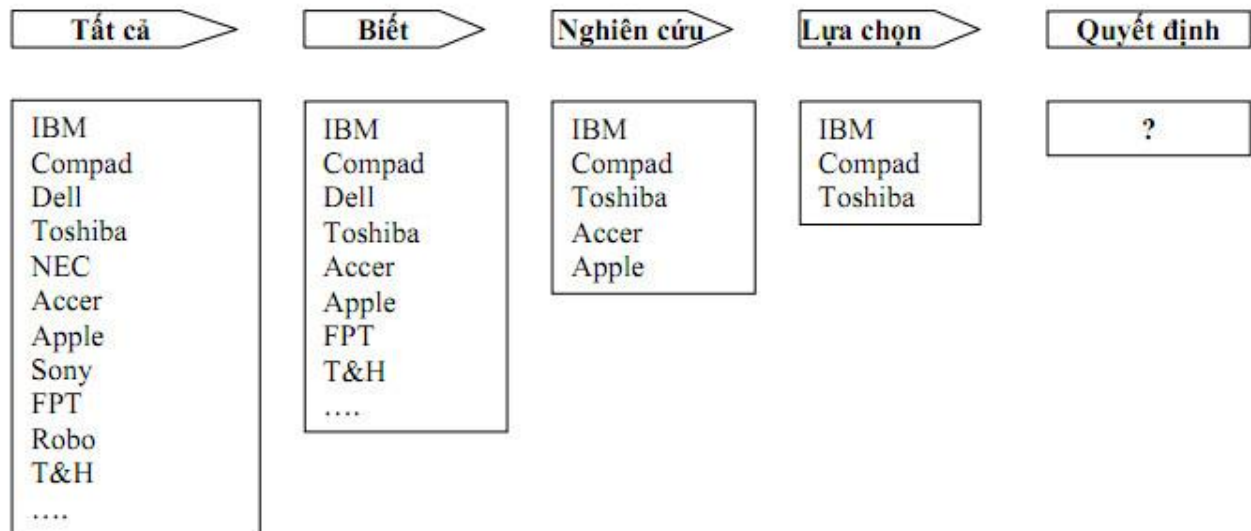 Tất cả
Biết
Nghiên cứu
Lựa chọn
Quyết định
IBM
Compad
Dell
Toshiba
NEC
Accer
Apple
Sony
FPT
Robo
T&H
....
IBM
Compad
Dell
Toshiba
Accer
Apple
FPT
T&H
....
IBM
Compad
Toshiba
Accer
Apple
IBM
Compad
Toshiba
?